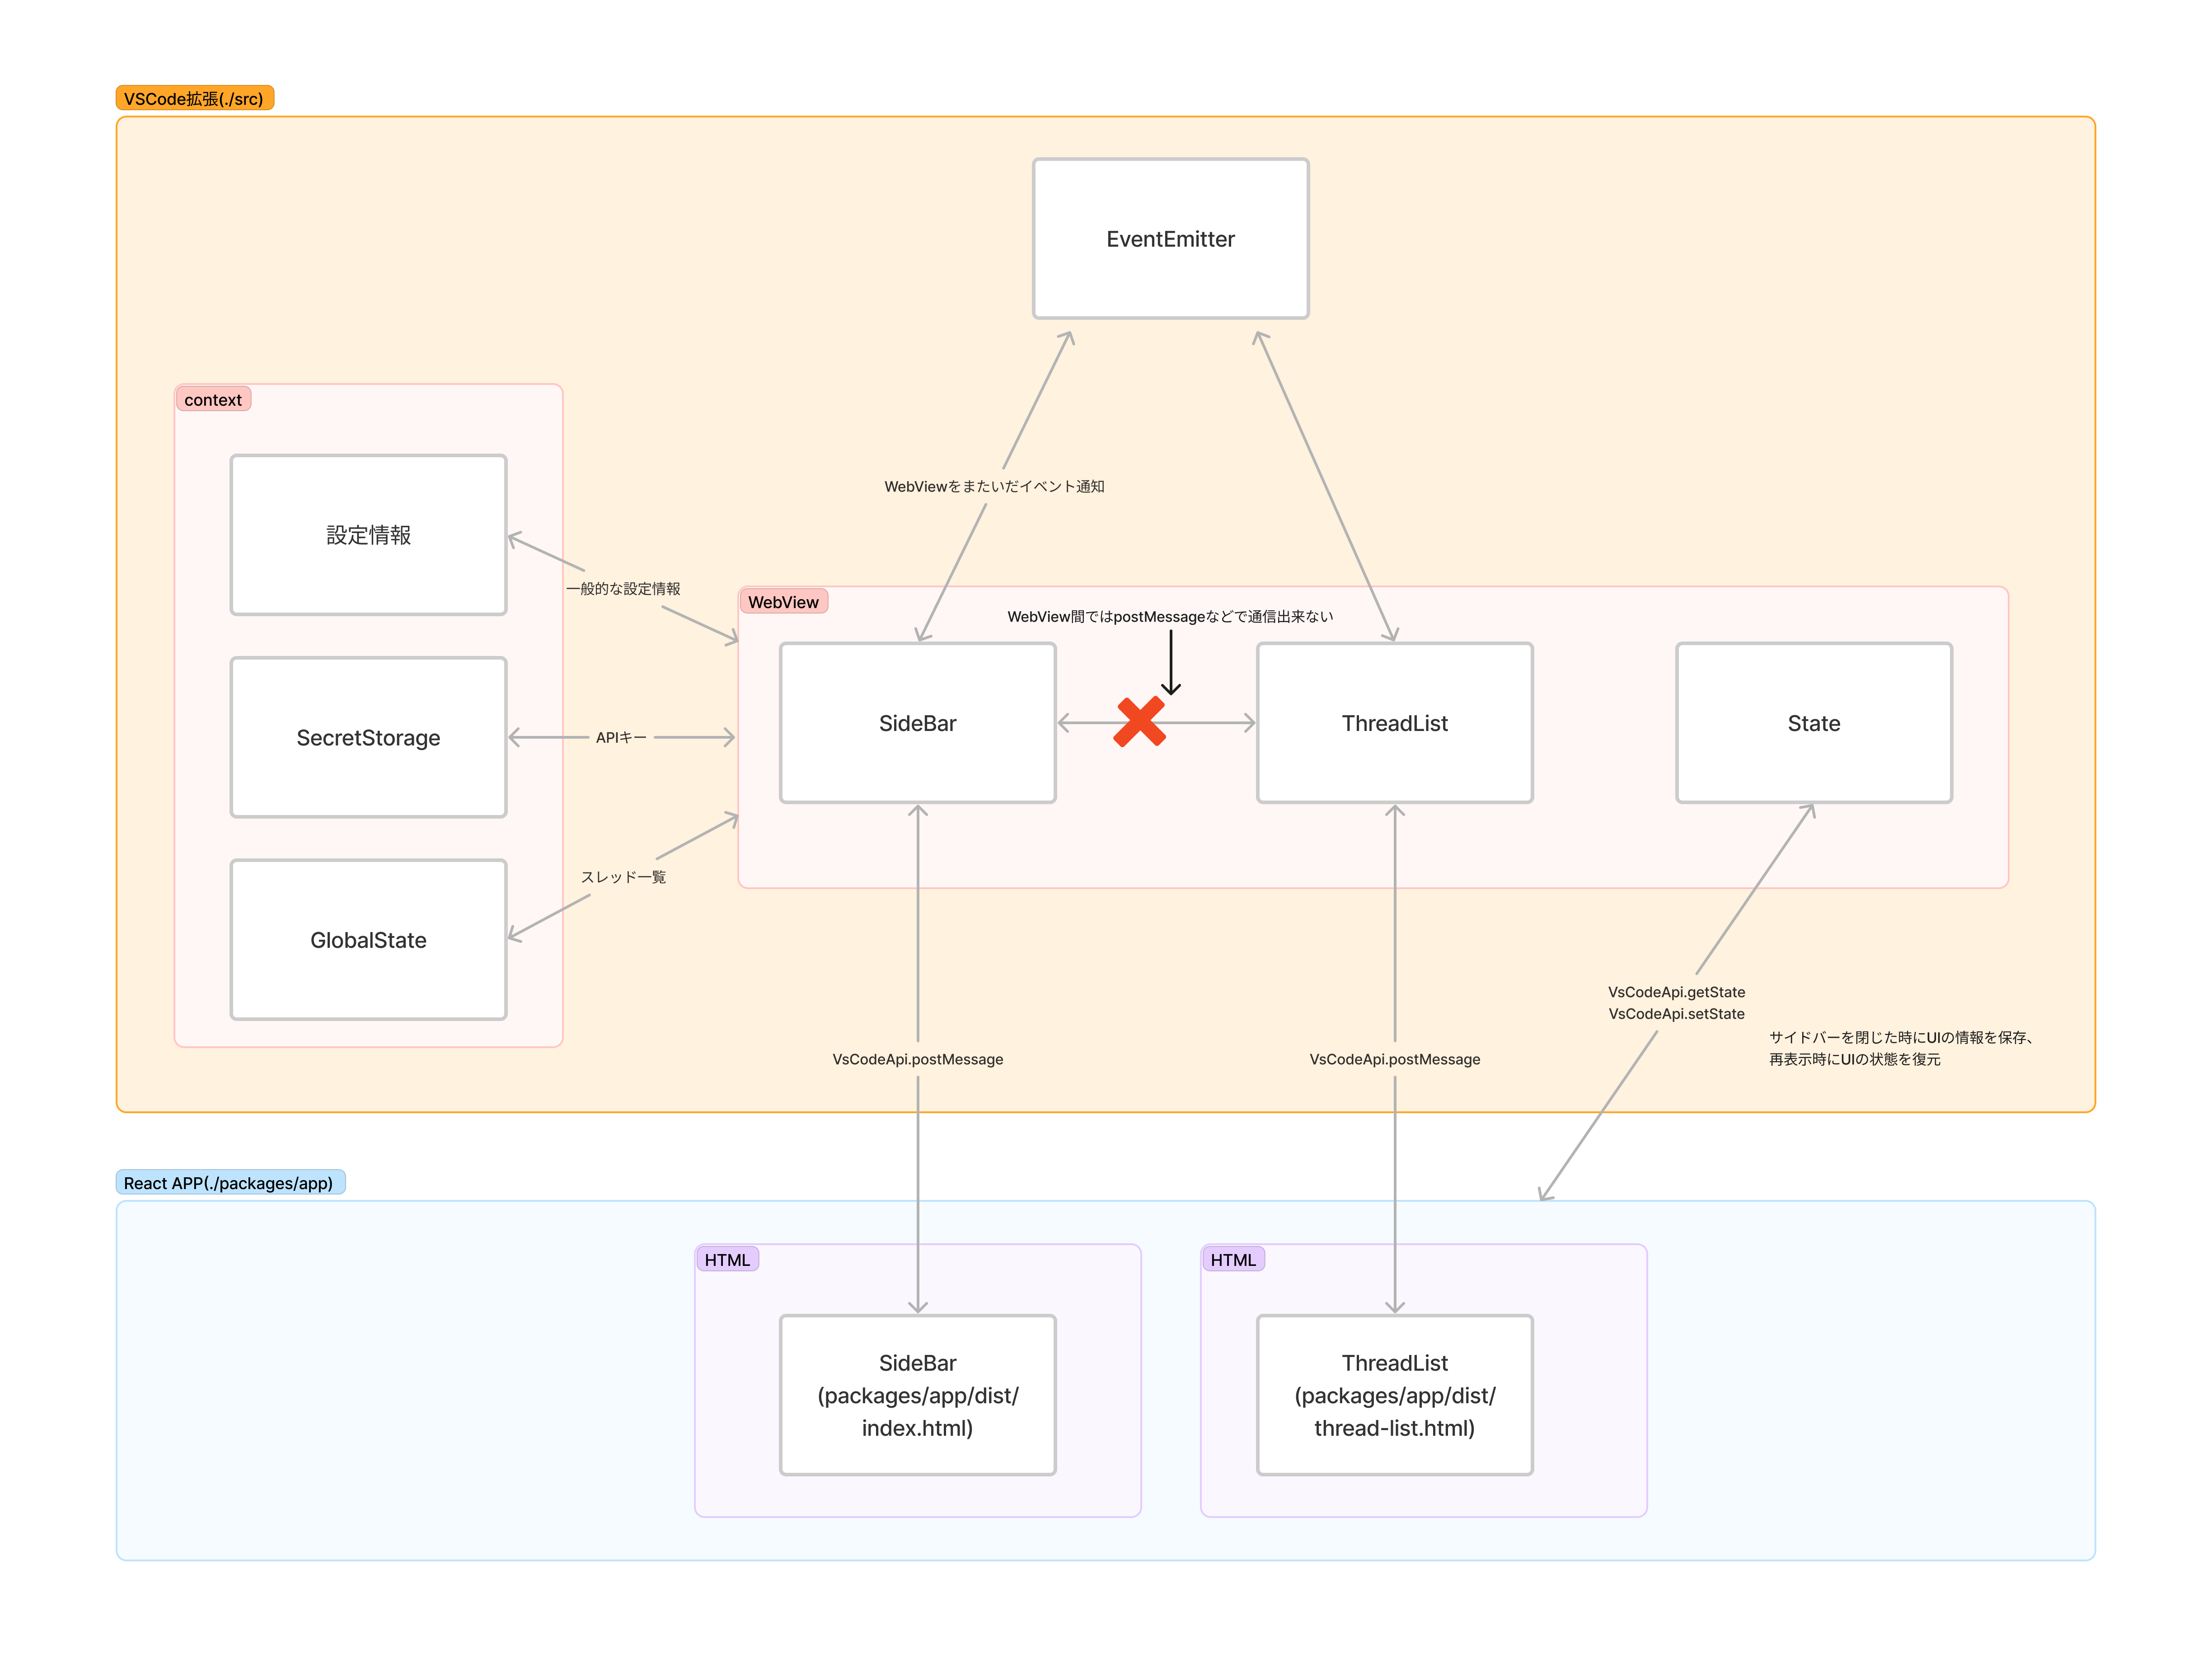 VSCode拡張(./src)
EventEmitter
context
設定情報
WebViewをまたいだイベント通知
一般的な設定情報
WebView
WebView間ではpostMessageなどで通信出来ない
SecretStorage
APIキー
SideBar
ThreadList
State
スレッド一覧
GlobalState
VsCodeApi.getState
VsCodeApi.setState
サイドバーを閉じた時にUIの情報を保存、
再表示時にUIの状態を復元
VsCodeApi.postMessage
VsCodeApi.postMessage
React APP(./packages/app)
HTML
HTML
SideBar
(packages/app/dist/
index.html)
ThreadList
(packages/app/dist/
thread-list.html)